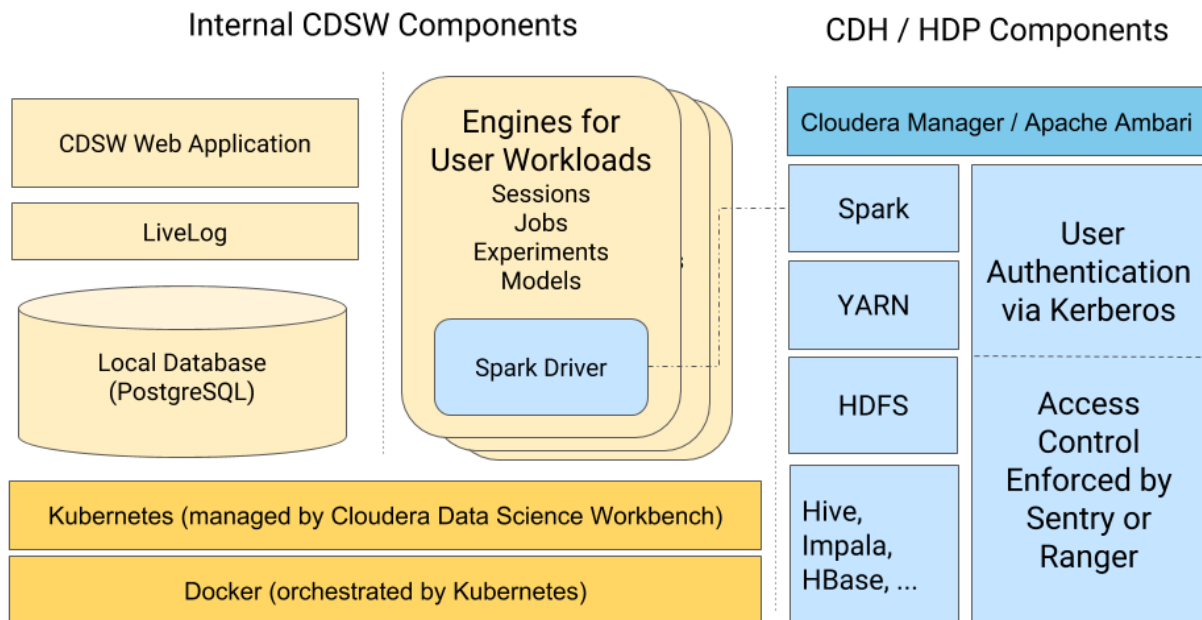 Internal CDSW Components
CDH / HDP Components
CDSW Web Application
LiveLog
Local Database
(PostgreSQL)
Engines for
User Workloads
Sessions
Jobs
Experiments
Models
Spark Driver
Kubernetes (managed by Cloudera Data Science Workbench)
Docker (orchestrated by Kubernetes)
Cloudera Manager / Apache Ambari
Spark
YARN
HDFS
Hive,
Impala,
HBase, ...
User
Authentication
via Kerberos
Access
Control
Enforced by
Sentry or
Ranger